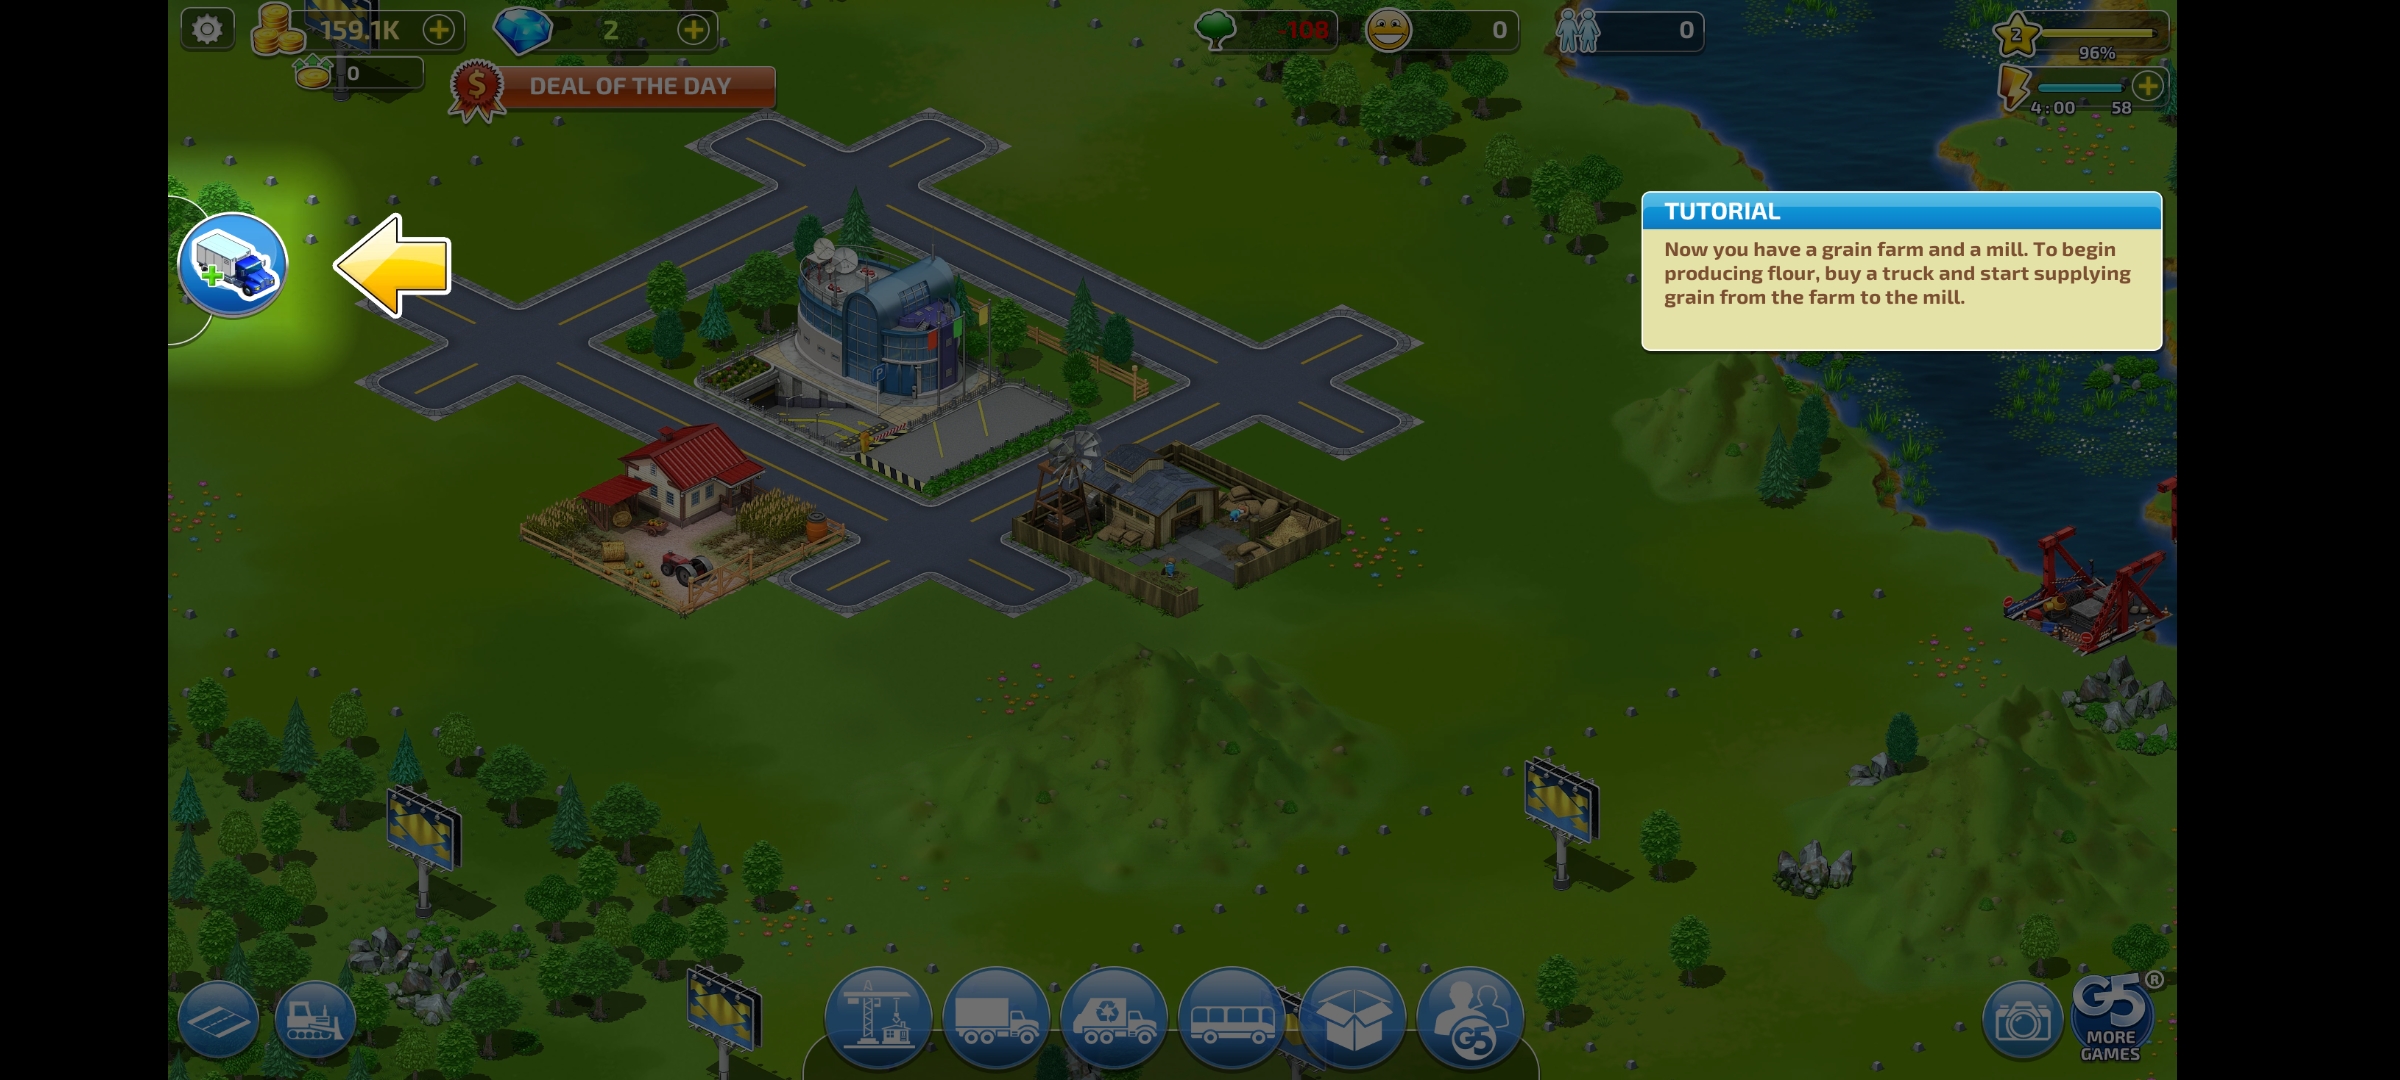 159.1K
2
-108
0
0
2
96%
0
DEAL OF THE DAY
4:00
58
TUTORIAL
Now you have a grain farm and a mill. To begin
producing flour, buy a truck and start supplying
grain from the farm to the mill.
G5
G5 ®
MORE
GAMES